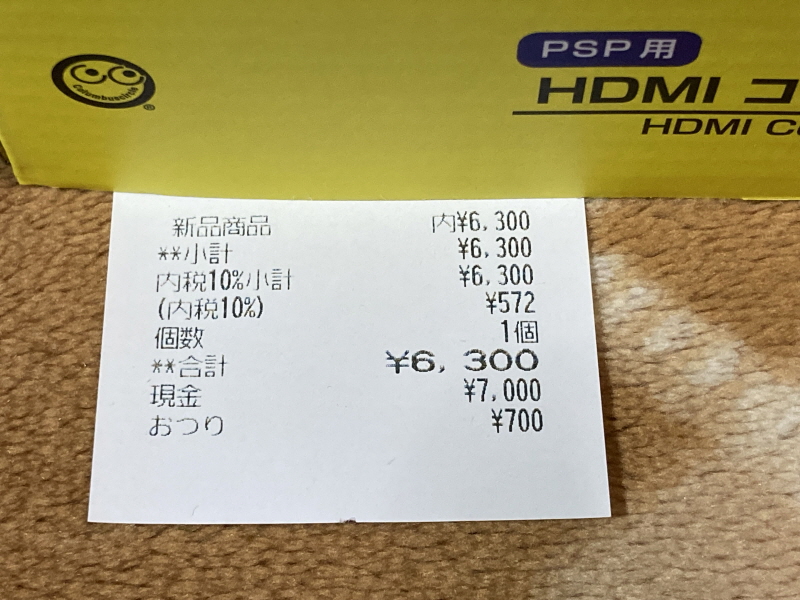 Columbuscircle
®
PSP用
HDMI コ
HDMI Co
新品商品 内¥6,300
**小計 ¥6,300
内税10%小計 ¥6,300
(内税10%) ¥572
個数 1個
**合計 ¥6,300
現金 ¥7,000
おつり ¥700